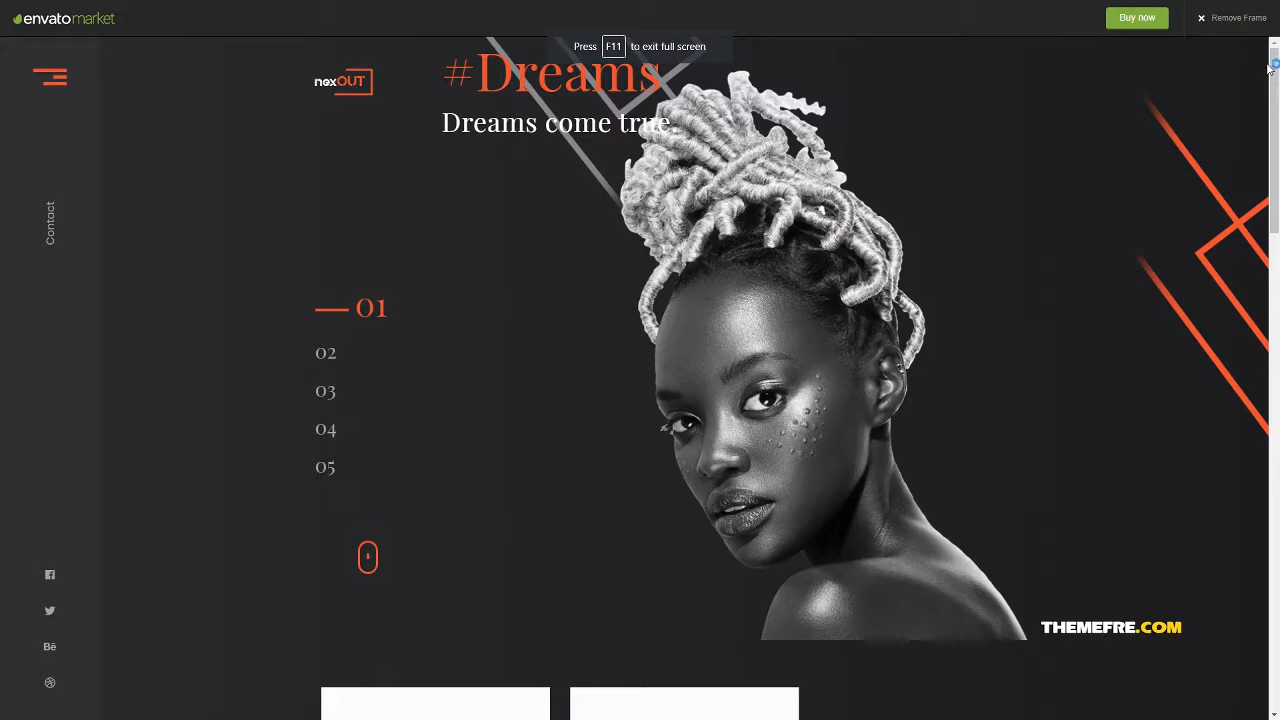 envatomarket
Buy now
Remove Frame
Press F11 to exit full screen
noxOUT
#Dreams
Dreams come true.
Contact
01
02
03
04
05
Bē
THEMEFRE.COM